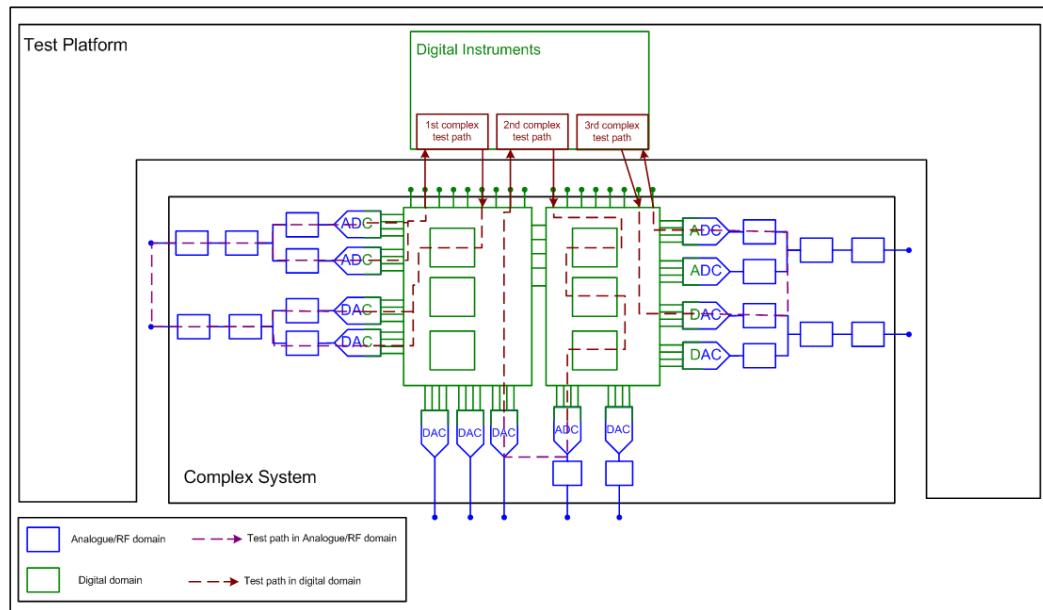 Test Platform
Digital Instruments
1st complex
test path
2nd complex
test path
3rd complex
test path
ADC
ADC
DAC
DAC
ADC
ADC
DAC
DAC
DAC
DAC
DAC
ADC
DAC
Complex System
Analogue/RF domain
Test path in Analogue/RF domain
Digital domain
Test path in digital domain